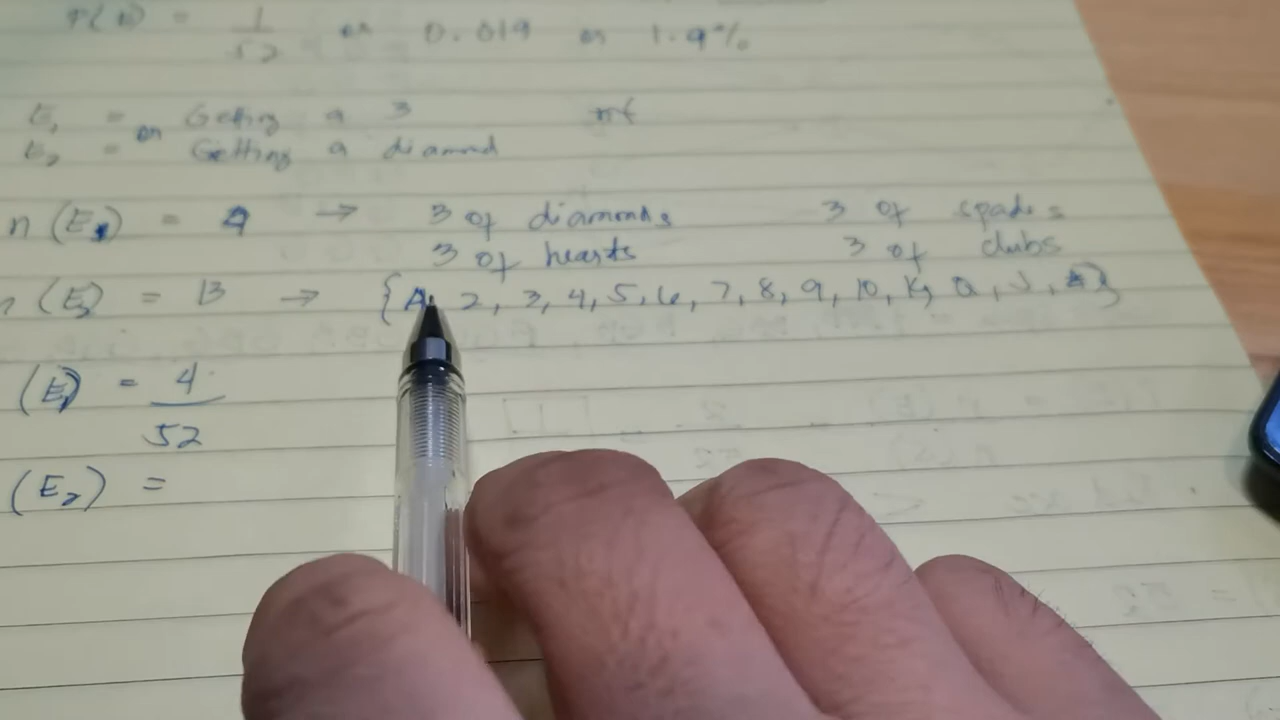 = 1/52 or 0.019 or 1.9%
E₁ = Getting a 3
or
E₂ = Getting a diamond
n (E₁) = 4 → 3 of diamonds 3 of spades
3 of hearts 3 of clubs
(E₂) = 13 → {A, 2, 3, 4, 5, 6, 7, 8, 9, 10, K, Q, J, }
(E₁) = 4/52
(E₂) =